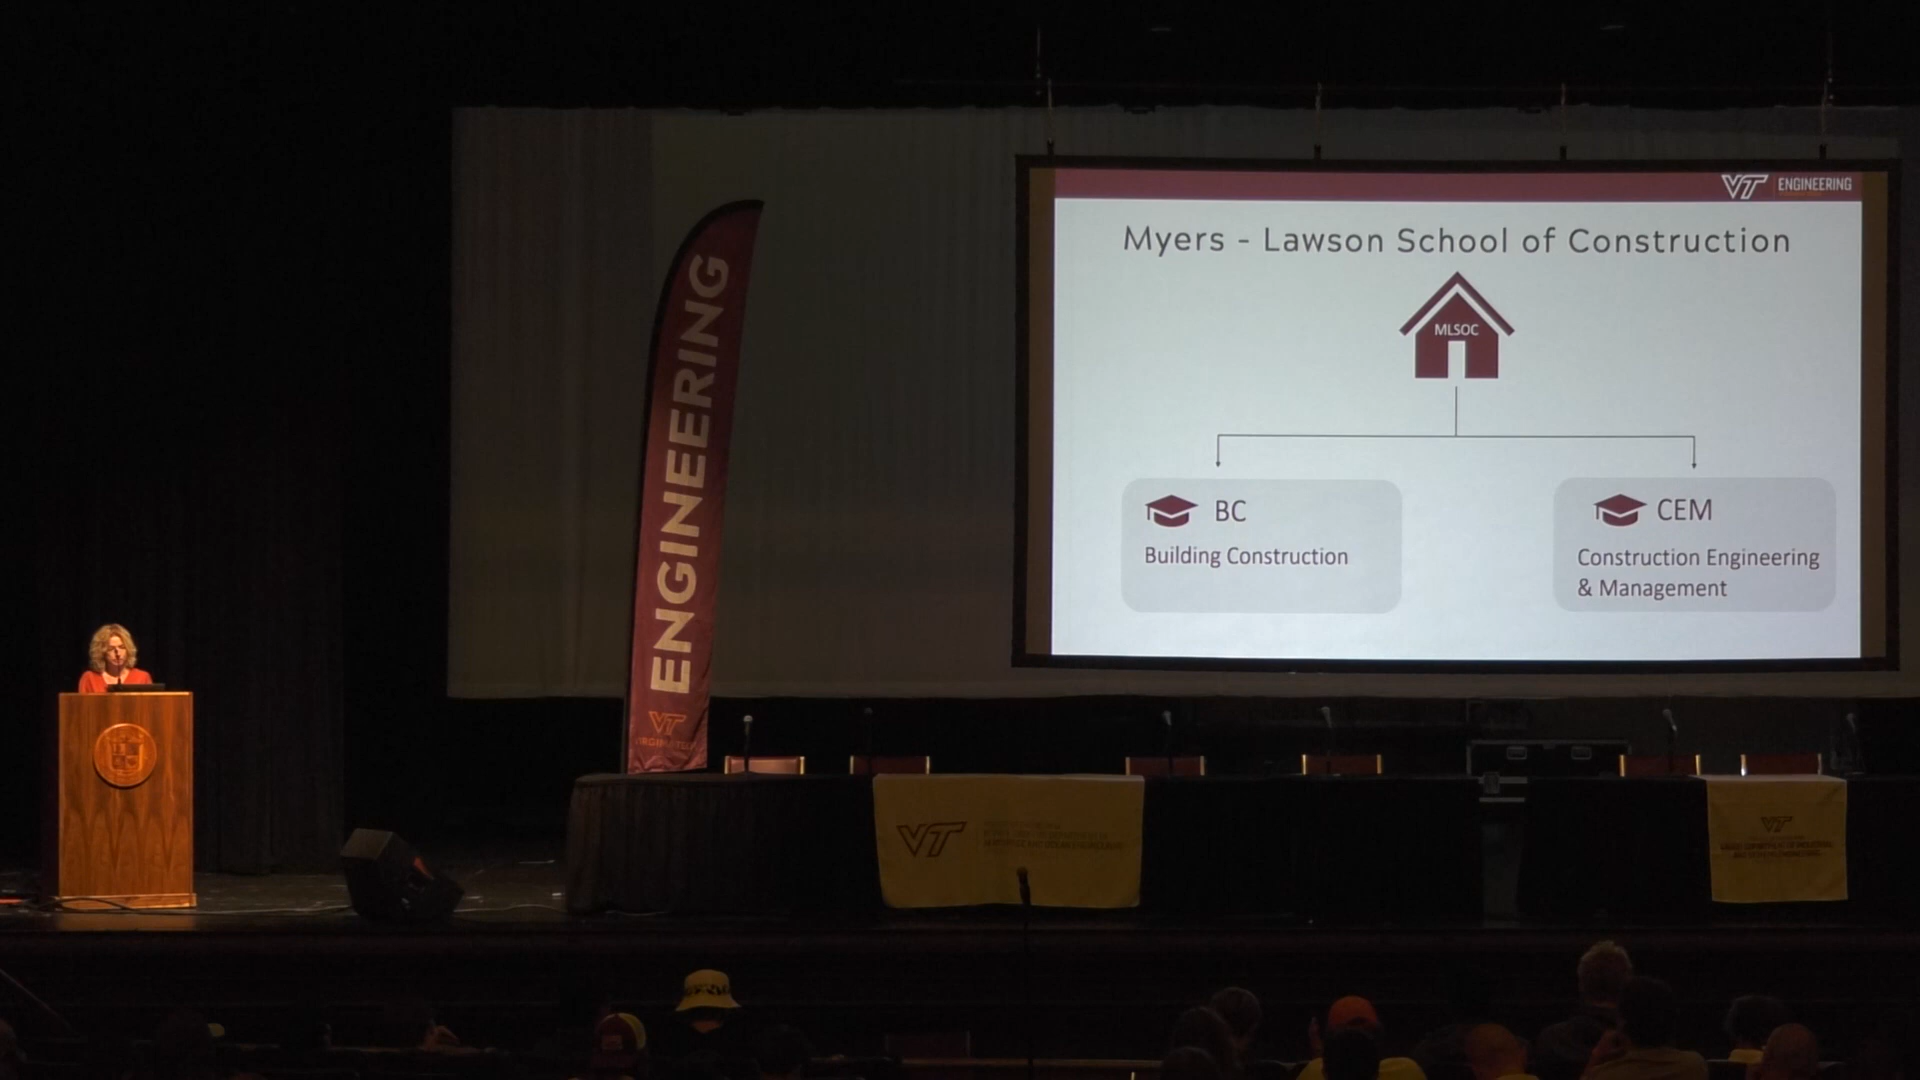 VT ENGINEERING
Myers - Lawson School of Construction
MLSOC
BC
Building Construction
CEM
Construction Engineering
& Management
ENGINEERING
VT
VT
VT